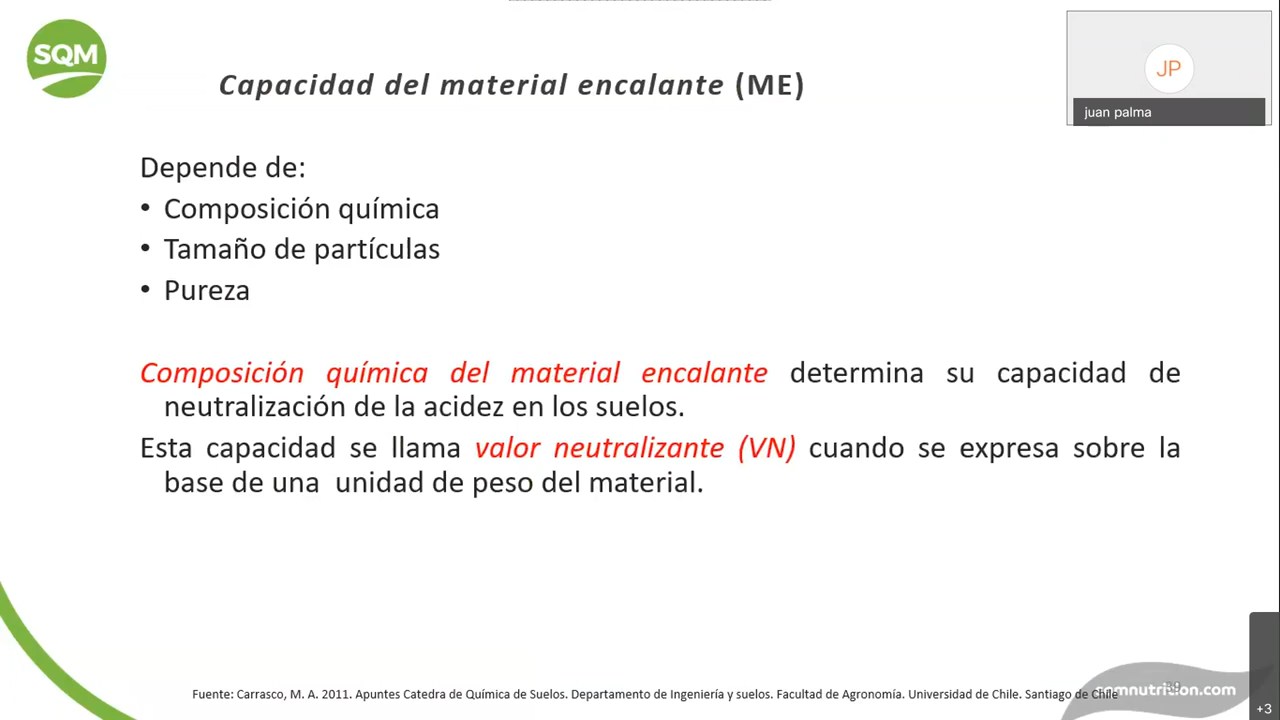 SQM
Capacidad del material encalante (ME)
JP
juan palma
Depende de:
• Composición química
• Tamaño de partículas
• Pureza
Composición química del material encalante determina su capacidad de
neutralización de la acidez en los suelos.
Esta capacidad se llama valor neutralizante (VN) cuando se expresa sobre la
base de una unidad de peso del material.
Fuente: Carrasco, M. A. 2011. Apuntes Catedra de Química de Suelos. Departamento de Ingeniería y suelos. Facultad de Agronomía. Universidad de Chile. Santiago de Chile
sqmnutrition.com
+3